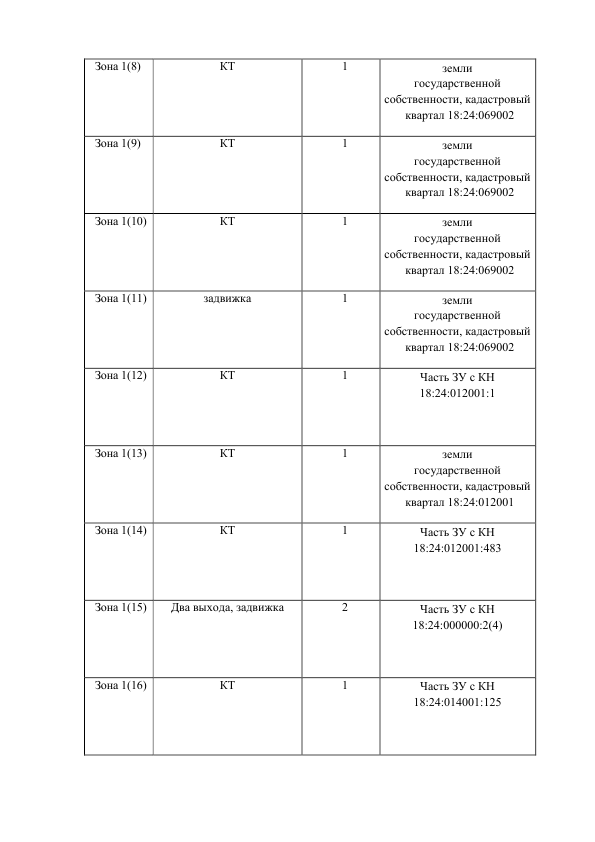 Зона 1(8) КТ 1 земли
государственной
собственности, кадастровый
квартал 18:24:069002
Зона 1(9) КТ 1 земли
государственной
собственности, кадастровый
квартал 18:24:069002
Зона 1(10) КТ 1 земли
государственной
собственности, кадастровый
квартал 18:24:069002
Зона 1(11) задвижка 1 земли
государственной
собственности, кадастровый
квартал 18:24:069002
Зона 1(12) КТ 1 Часть ЗУ с КН
18:24:012001:1
Зона 1(13) КТ 1 земли
государственной
собственности, кадастровый
квартал 18:24:012001
Зона 1(14) КТ 1 Часть ЗУ с КН
18:24:012001:483
Зона 1(15) Два выхода, задвижка 2 Часть ЗУ с КН
18:24:000000:2(4)
Зона 1(16) КТ 1 Часть ЗУ с КН
18:24:014001:125